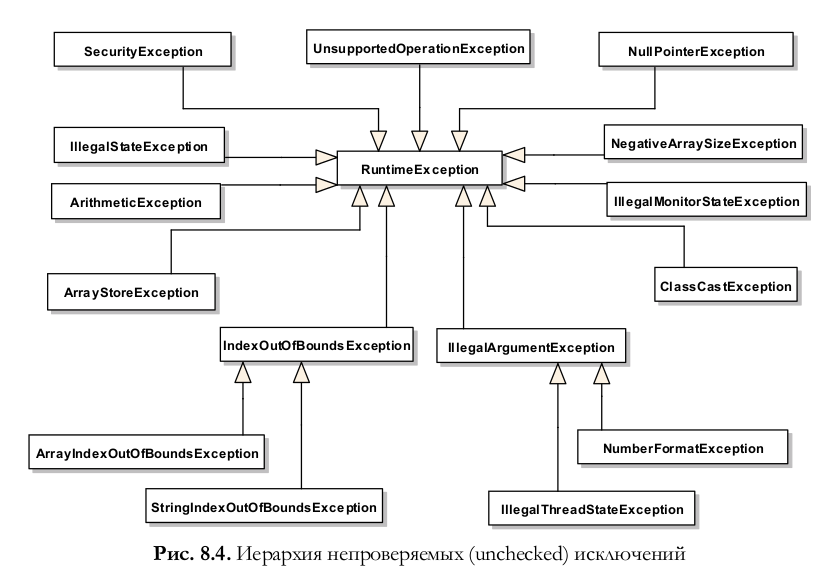 SecurityException
UnsupportedOperationException
NullPointerException
IllegalStateException
NegativeArraySizeException
RuntimeException
ArithmeticException
IllegalMonitorStateException
ArrayStoreException
ClassCastException
IndexOutOfBoundsException
IllegalArgumentException
ArrayIndexOutOfBoundsException
NumberFormatException
StringIndexOutOfBoundsException
IllegalThreadStateException
Рис. 8.4. Иерархия непроверяемых (unchecked) исключений